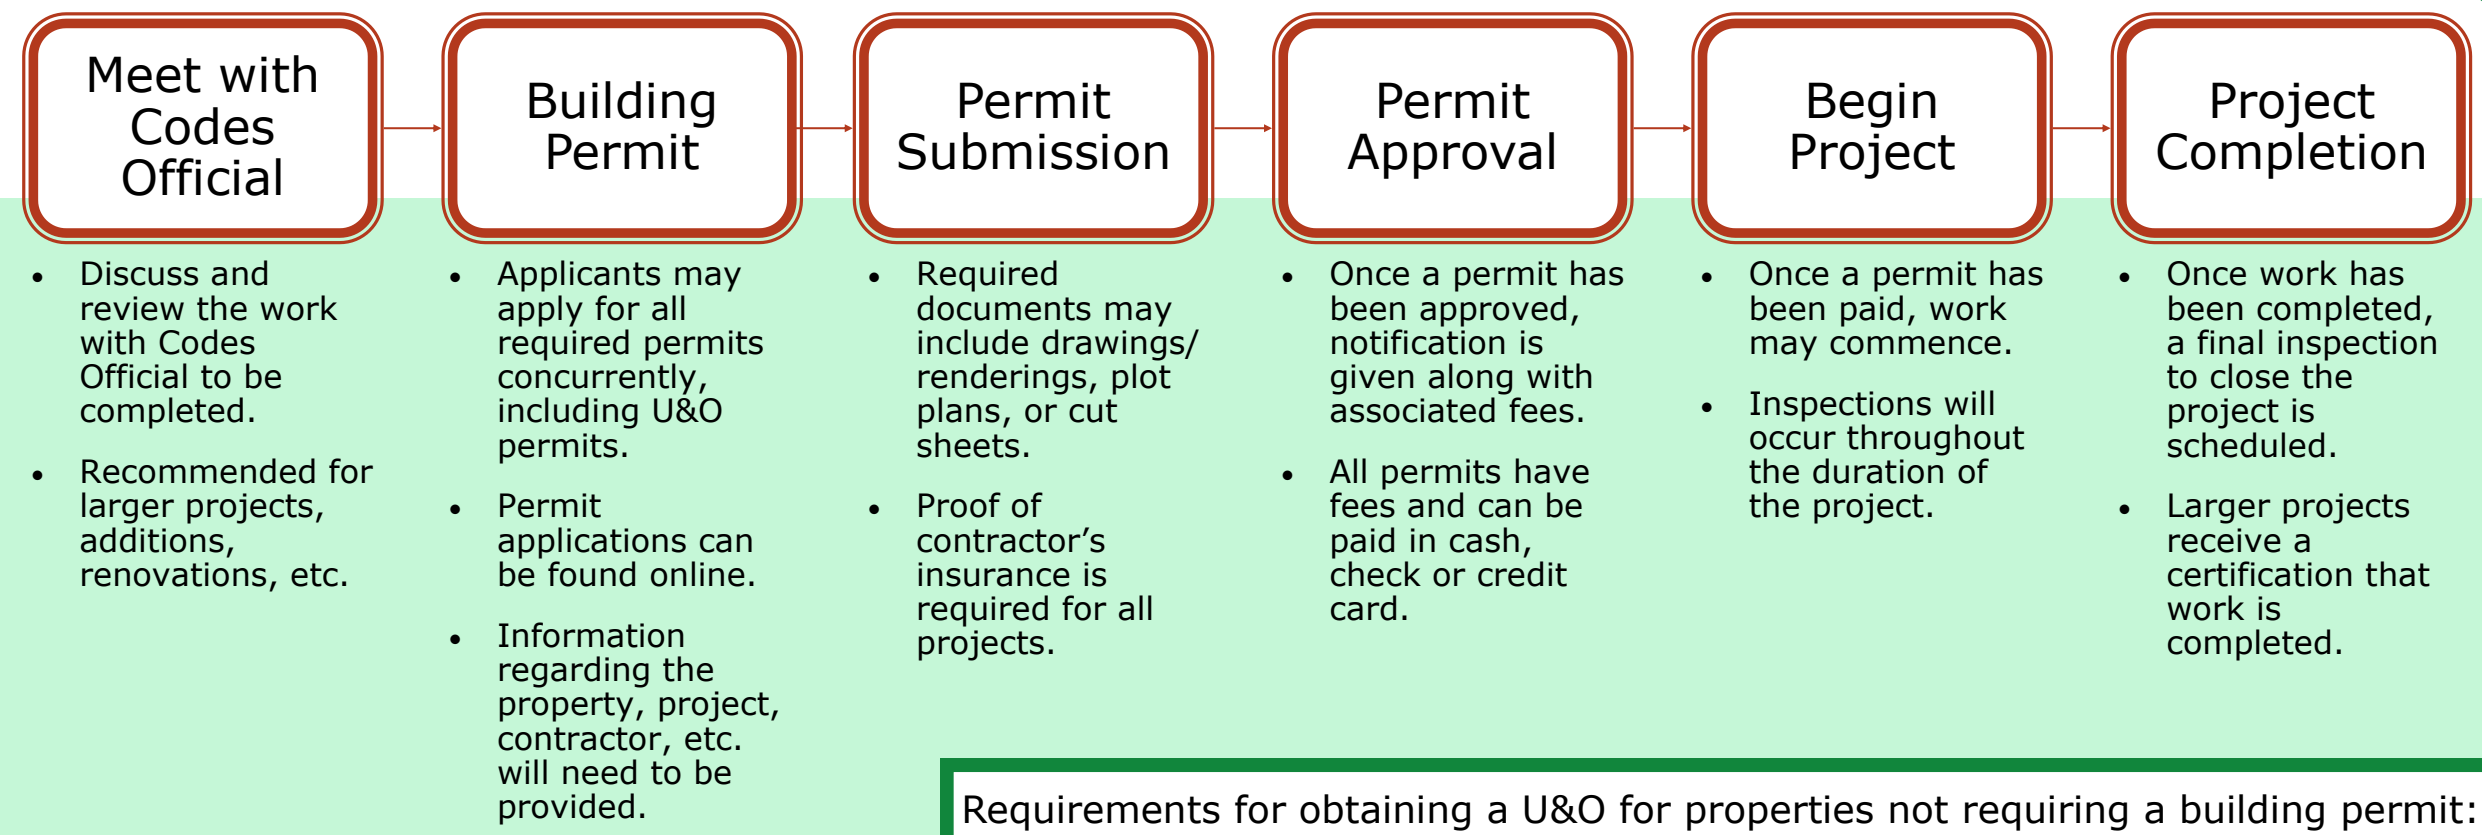 Meet with
Codes
Official
Building
Permit
Permit
Submission
Permit
Approval
Begin
Project
Project
Completion
• Discuss and
review the work
with Codes
Official to be
completed.
• Recommended for
larger projects,
additions,
renovations, etc.
• Applicants may
apply for all
required permits
concurrently,
including U&O
permits.
• Permit
applications can
be found online.
• Information
regarding the
property, project,
contractor, etc.
will need to be
provided.
• Required
documents may
include drawings/
renderings, plot
plans, or cut
sheets.
• Proof of
contractor’s
insurance is
required for all
projects.
• Once a permit has
been approved,
notification is
given along with
associated fees.
• All permits have
fees and can be
paid in cash,
check or credit
card.
• Once a permit has
been paid, work
may commence.
• Inspections will
occur throughout
the duration of
the project.
• Once work has
been completed,
a final inspection
to close the
project is
scheduled.
• Larger projects
receive a
certification that
work is
completed.
Requirements for obtaining a U&O for properties not requiring a building permit: